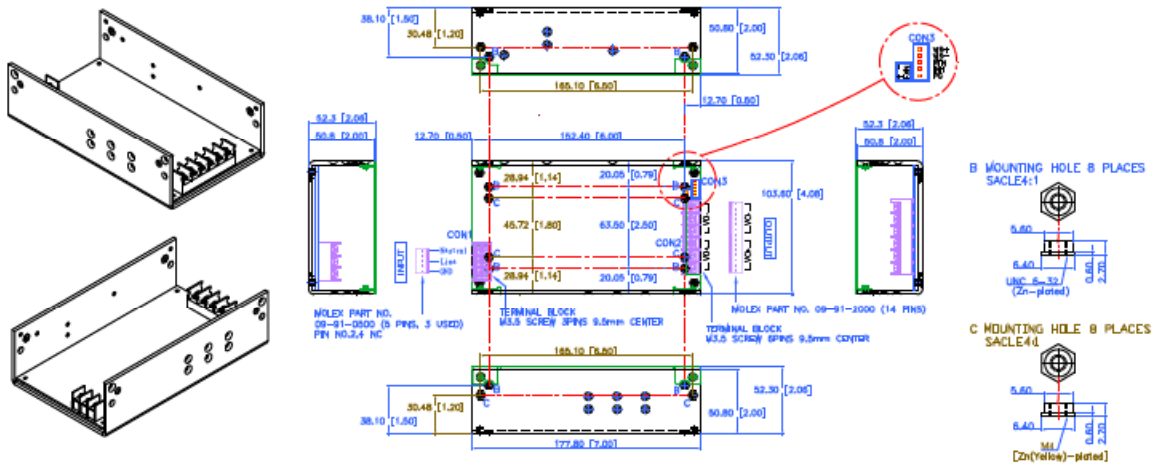 38.10 [1.50]
30.48 [1.20]
50.80 [2.00]
52.30 [2.06]
B
B
165.10 [6.50]
12.70 [0.50]
CON3
52.3 [2.06]
50.8 [2.00]
12.70 [0.50]
152.40 [6.00]
52.3 [2.06]
50.8 [2.00]
28.94 [1.14]
20.05 [0.79]
CON3
B
B
C
C
103.60 [4.08]
45.72 [1.80]
63.50 [2.50]
CON1
CON2
INPUT
OUTPUT
C
C
B
B
28.94 [1.14]
20.05 [0.79]
MOLEX PART NO.
09-91-0500 (5 PINS, 3 USED)
PIN NO.2,4 NC
TERMINAL BLOCK
M3.5 SCREW 3PINS 9.5mm CENTER
MOLEX PART NO. 09-91-2000 (14 PINS)
TERMINAL BLOCK
M3.5 SCREW 6PINS 9.5mm CENTER
165.10 [6.50]
B
B
C
C
30.48 [1.20]
38.10 [1.50]
52.30 [2.06]
50.80 [2.00]
177.80 [7.00]
B MOUNTING HOLE 8 PLACES
SACLE4:1
5.60
6.40
0.60
2.70
UNC 6-32
(Zn-plated)
C MOUNTING HOLE 8 PLACES
SACLE4:1
5.60
6.40
0.60
2.70
M4
[Zn(Yellow)-plated]